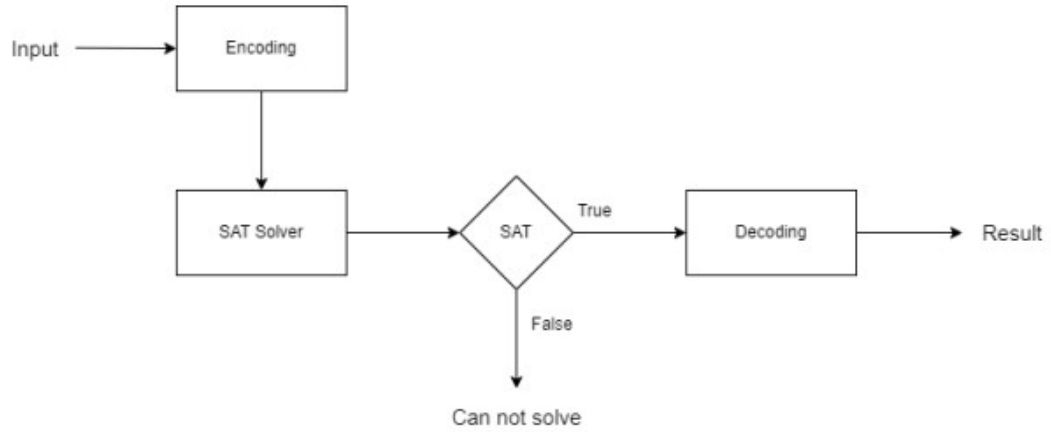 Input
Encoding
SAT Solver
SAT
True
Decoding
Result
False
Can not solve